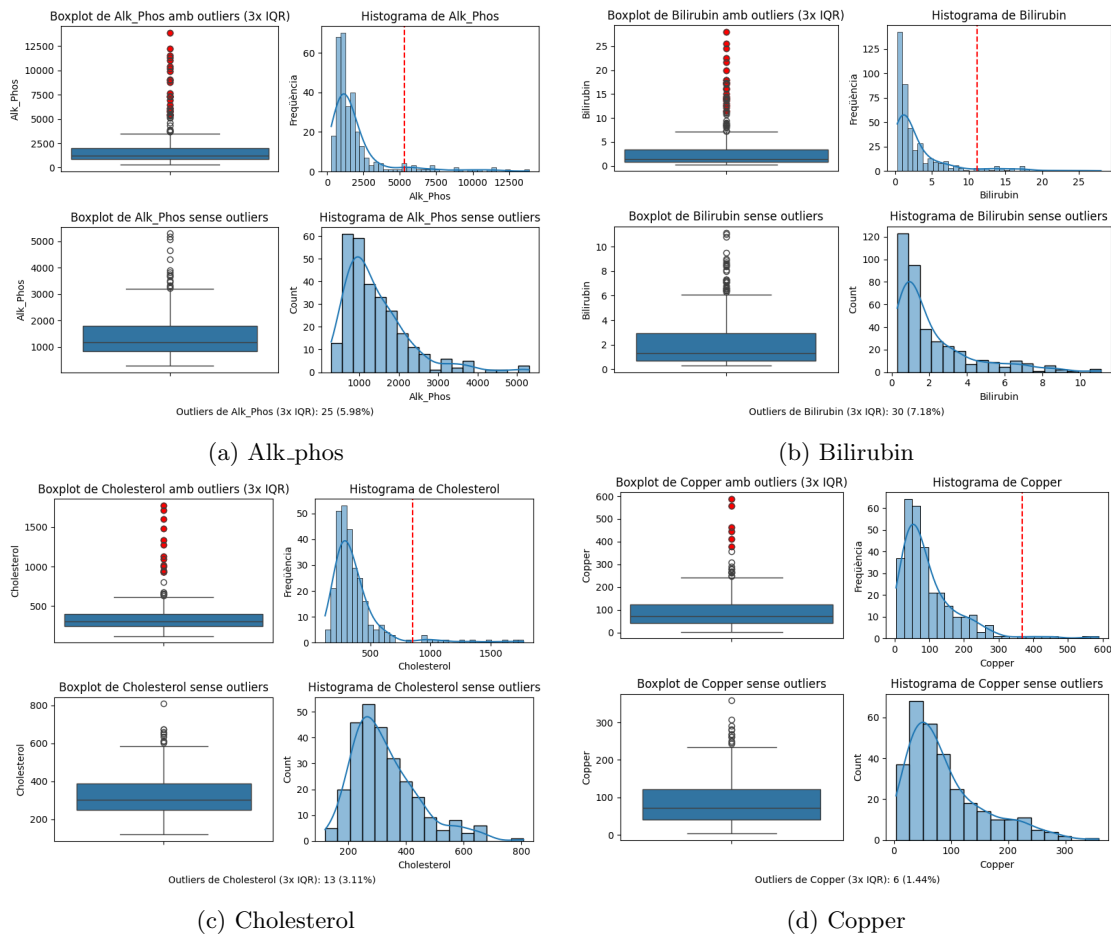 Boxplot de Alk_Phos amb outliers (3x IQR)
Histograma de Alk_Phos
Alk_Phos
12500
10000
7500
5000
2500
0
Freqüència
60
40
20
0
0 2500 5000 7500 10000 12500
Alk_Phos
Boxplot de Alk_Phos sense outliers
Histograma de Alk_Phos sense outliers
Alk_Phos
5000
4000
3000
2000
1000
Count
60
50
40
30
20
10
0
1000 2000 3000 4000 5000
Alk_Phos
Outliers de Alk_Phos (3x IQR): 25 (5.98%)
(a) Alk_phos
Boxplot de Bilirubin amb outliers (3x IQR)
Histograma de Bilirubin
Bilirubin
25
20
15
10
5
0
Freqüència
125
100
75
50
25
0
0 5 10 15 20 25
Bilirubin
Boxplot de Bilirubin sense outliers
Histograma de Bilirubin sense outliers
Bilirubin
10
8
6
4
2
0
Count
120
100
80
60
40
20
0
2 4 6 8 10
Bilirubin
Outliers de Bilirubin (3x IQR): 30 (7.18%)
(b) Bilirubin
Boxplot de Cholesterol amb outliers (3x IQR)
Histograma de Cholesterol
Cholesterol
1500
1000
500
Freqüència
50
40
30
20
10
0
500 1000 1500
Cholesterol
Boxplot de Cholesterol sense outliers
Histograma de Cholesterol sense outliers
Cholesterol
800
600
400
200
Count
50
40
30
20
10
0
200 400 600 800
Cholesterol
Outliers de Cholesterol (3x IQR): 13 (3.11%)
(c) Cholesterol
Boxplot de Copper amb outliers (3x IQR)
Histograma de Copper
Copper
600
500
400
300
200
100
0
Freqüència
60
40
20
0
0 100 200 300 400 500 600
Copper
Boxplot de Copper sense outliers
Histograma de Copper sense outliers
Copper
300
200
100
0
Count
60
40
20
0
0 100 200 300
Copper
Outliers de Copper (3x IQR): 6 (1.44%)
(d) Copper